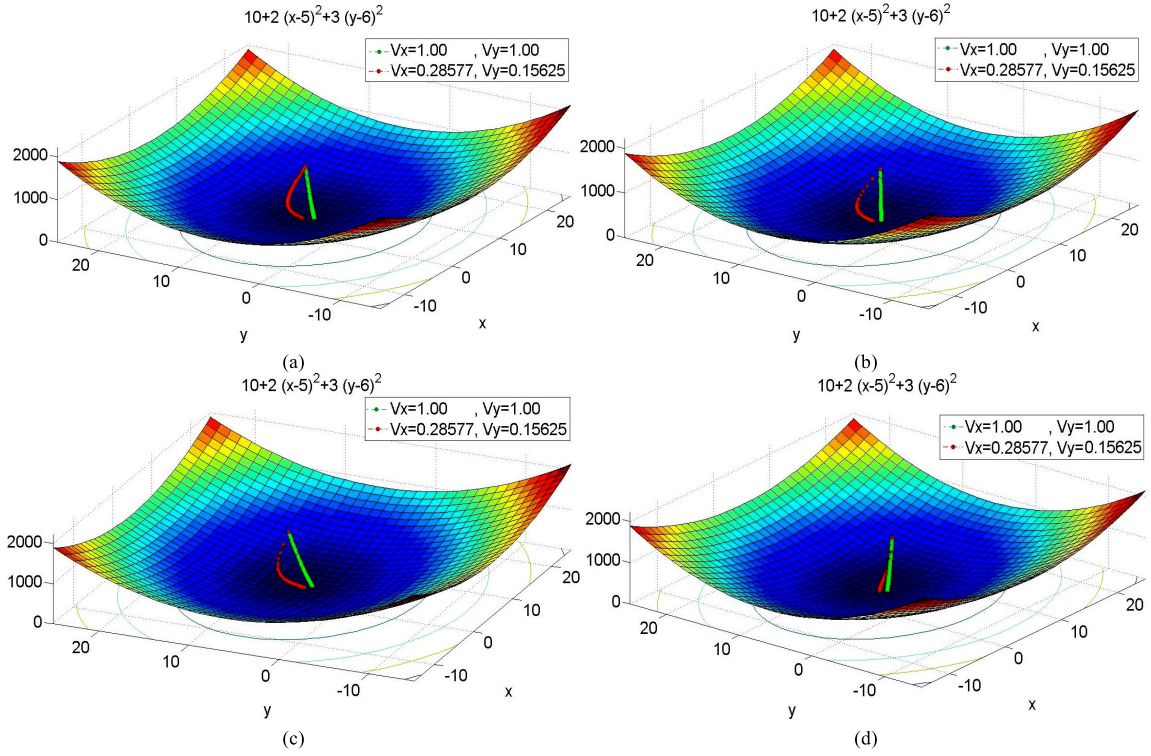 10+2 (x-5)²+3 (y-6)²
Vx=1.00 , Vy=1.00
Vx=0.28577, Vy=0.15625
2000
1000
0
20
10
0
-10
y
-10
0
10
20
x
(a)
10+2 (x-5)²+3 (y-6)²
Vx=1.00 , Vy=1.00
Vx=0.28577, Vy=0.15625
2000
1000
0
20
10
0
-10
y
-10
0
10
20
x
(b)
10+2 (x-5)²+3 (y-6)²
Vx=1.00 , Vy=1.00
Vx=0.28577, Vy=0.15625
2000
1000
0
20
10
0
-10
y
-10
0
10
20
x
(c)
10+2 (x-5)²+3 (y-6)²
Vx=1.00 , Vy=1.00
Vx=0.28577, Vy=0.15625
2000
1000
0
20
10
0
-10
y
-10
0
10
20
x
(d)